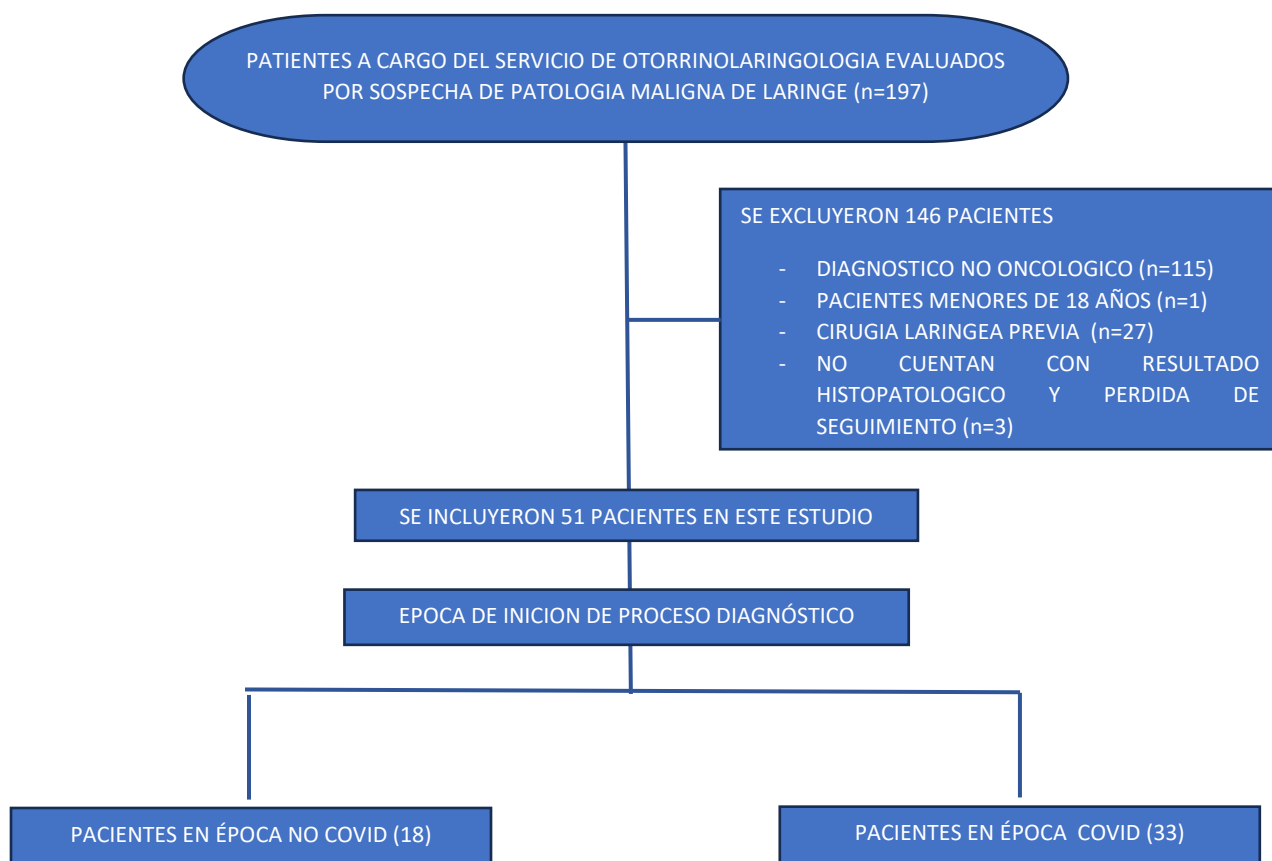 PATIENTES A CARGO DEL SERVICIO DE OTORRINOLARINGOLOGIA EVALUADOS
POR SOSPECHA DE PATOLOGIA MALIGNA DE LARINGE (n=197)
SE EXCLUYERON 146 PACIENTES
- DIAGNOSTICO NO ONCOLOGICO (n=115)
- PACIENTES MENORES DE 18 AÑOS (n=1)
- CIRUGIA LARINGEA PREVIA (n=27)
- NO CUENTAN CON RESULTADO
HISTOPATOLOGICO Y PERDIDA DE
SEGUIMIENTO (n=3)
SE INCLUYERON 51 PACIENTES EN ESTE ESTUDIO
EPOCA DE INICION DE PROCESO DIAGNÓSTICO
PACIENTES EN ÉPOCA NO COVID (18)
PACIENTES EN ÉPOCA COVID (33)